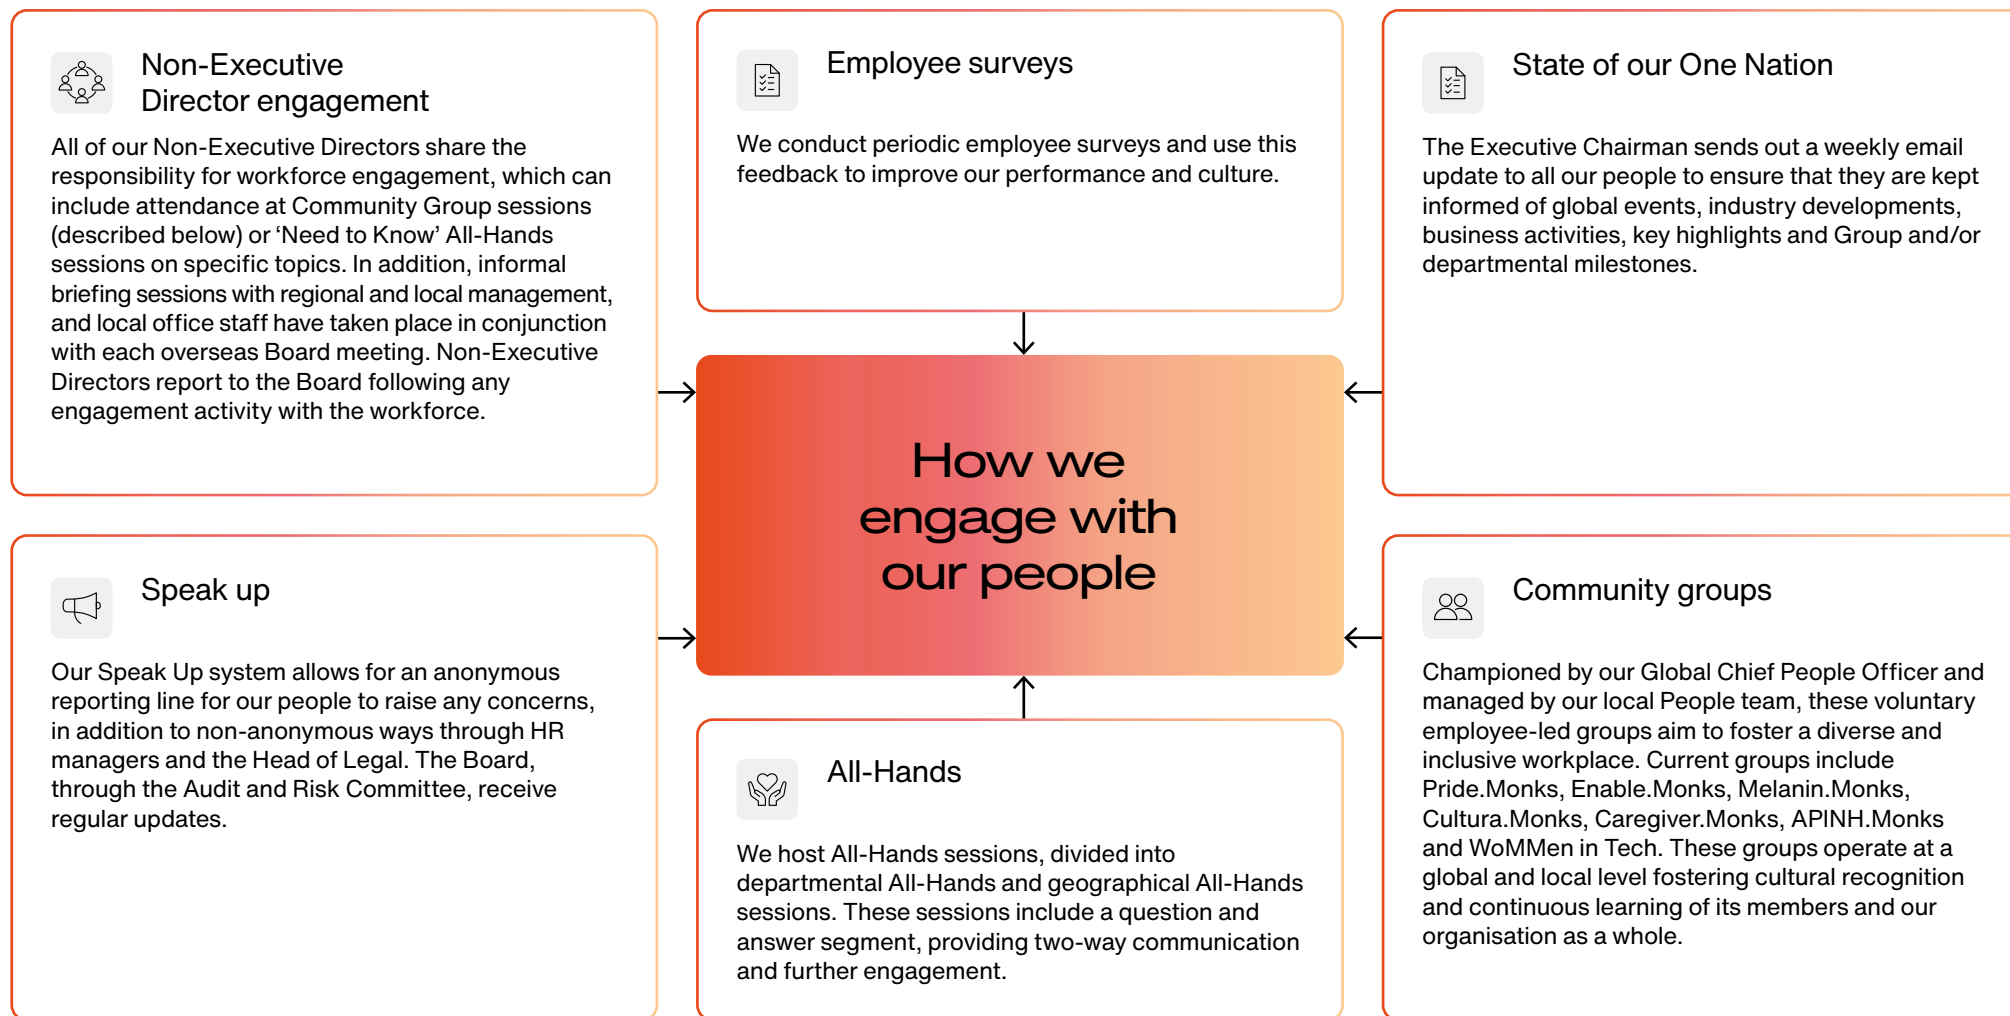 Non-Executive
Director engagement
All of our Non-Executive Directors share the
responsibility for workforce engagement, which can
include attendance at Community Group sessions
(described below) or ‘Need to Know’ All-Hands
sessions on specific topics. In addition, informal
briefing sessions with regional and local management,
and local office staff have taken place in conjunction
with each overseas Board meeting. Non-Executive
Directors report to the Board following any
engagement activity with the workforce.
Employee surveys
We conduct periodic employee surveys and use this
feedback to improve our performance and culture.
State of our One Nation
The Executive Chairman sends out a weekly email
update to all our people to ensure that they are kept
informed of global events, industry developments,
business activities, key highlights and Group and/or
departmental milestones.
How we
engage with
our people
Speak up
Our Speak Up system allows for an anonymous
reporting line for our people to raise any concerns,
in addition to non-anonymous ways through HR
managers and the Head of Legal. The Board,
through the Audit and Risk Committee, receive
regular updates.
All-Hands
We host All-Hands sessions, divided into
departmental All-Hands and geographical All-Hands
sessions. These sessions include a question and
answer segment, providing two-way communication
and further engagement.
Community groups
Championed by our Global Chief People Officer and
managed by our local People team, these voluntary
employee-led groups aim to foster a diverse and
inclusive workplace. Current groups include
Pride.Monks, Enable.Monks, Melanin.Monks,
Cultura.Monks, Caregiver.Monks, APINH.Monks
and WoMMen in Tech. These groups operate at a
global and local level fostering cultural recognition
and continuous learning of its members and our
organisation as a whole.